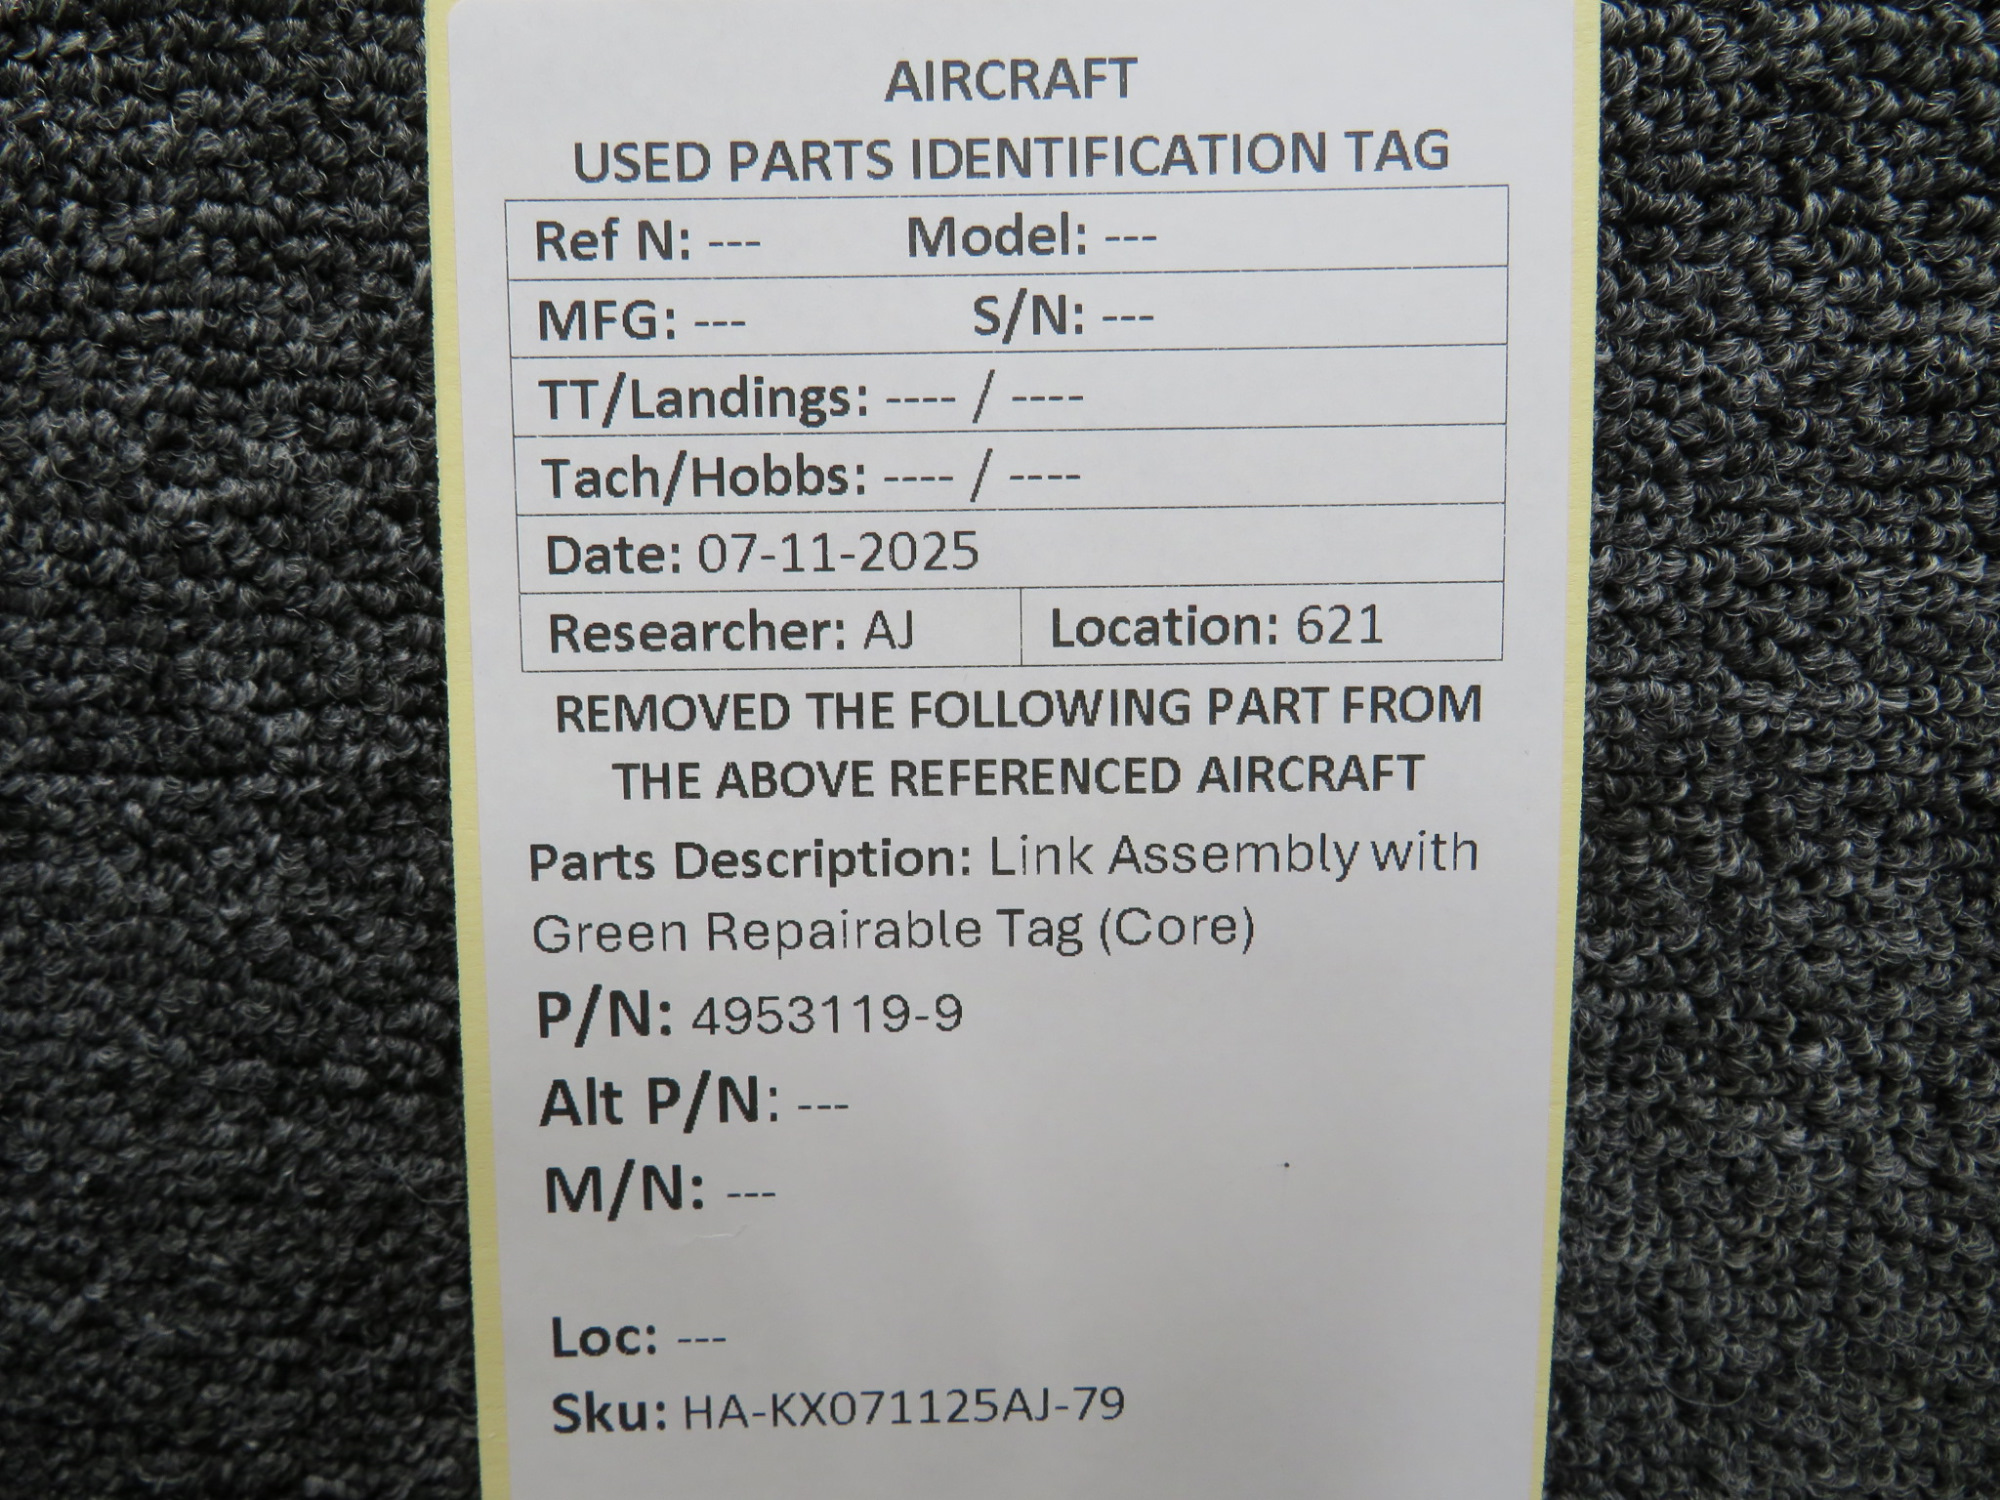 AIRCRAFT
USED PARTS IDENTIFICATION TAG
Ref N: --- Model: ---
MFG: --- S/N: ---
TT/Landings: ---- / ----
Tach/Hobbs: ---- / ----
Date: 07-11-2025
Researcher: AJ Location: 621
REMOVED THE FOLLOWING PART FROM
THE ABOVE REFERENCED AIRCRAFT
Parts Description: Link Assembly with
Green Repairable Tag (Core)
P/N: 4953119-9
Alt P/N: ---
M/N: ---
Loc: ---
Sku: HA-KX071125AJ-79